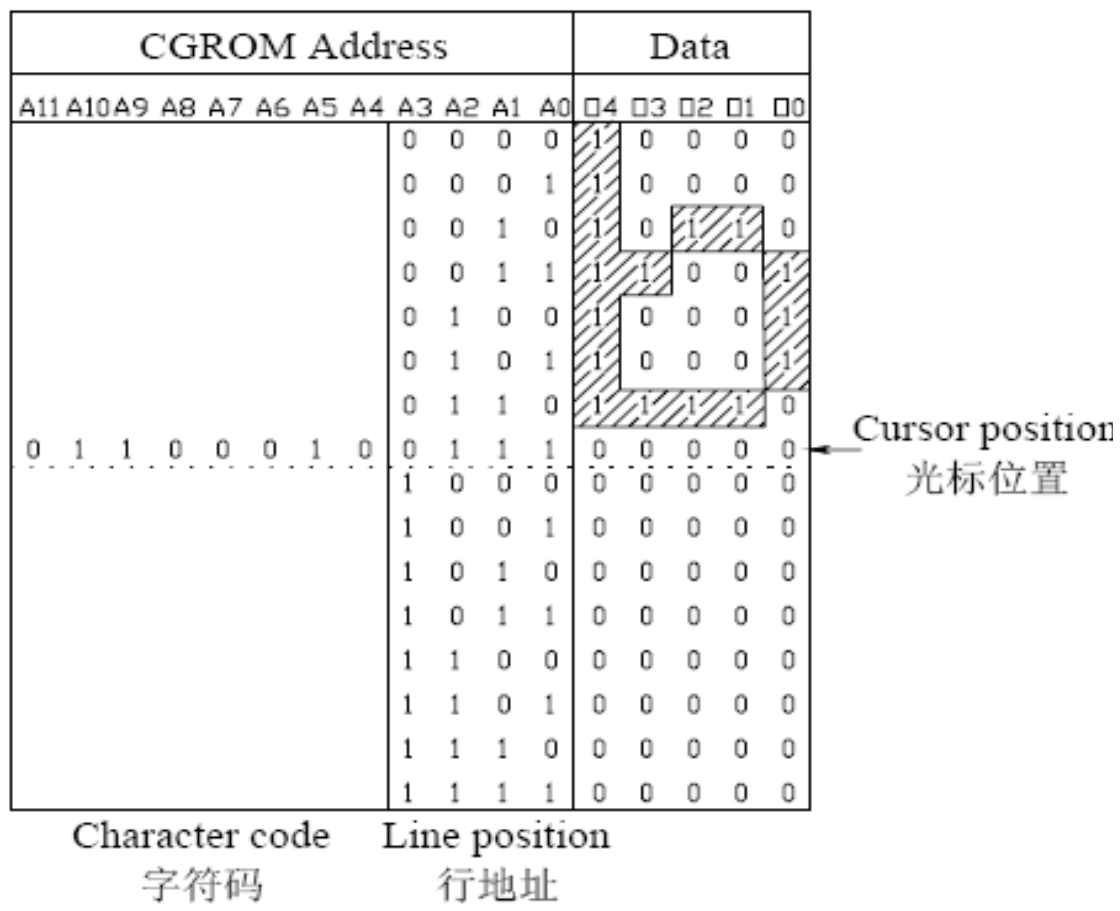 CGROM Address Data
A11 A10 A9 A8 A7 A6 A5 A4 A3 A2 A1 A0 O4 O3 O2 O1 O0
0 0 0 0 1 0 0 0 0
0 0 0 1 1 0 0 0 0
0 0 1 0 1 0 1 1 0
0 0 1 1 1 1 0 0 1
0 1 0 0 1 0 0 0 1
0 1 0 1 1 0 0 0 1
0 1 1 0 1 1 1 1 0
0 1 1 0 0 0 1 0 0 1 1 1 0 0 0 0 0 Cursor position
光标位置
1 0 0 0 0 0 0 0 0
1 0 0 1 0 0 0 0 0
1 0 1 0 0 0 0 0 0
1 0 1 1 0 0 0 0 0
1 1 0 0 0 0 0 0 0
1 1 0 1 0 0 0 0 0
1 1 1 0 0 0 0 0 0
1 1 1 1 0 0 0 0 0
Character code Line position
字符码 行地址